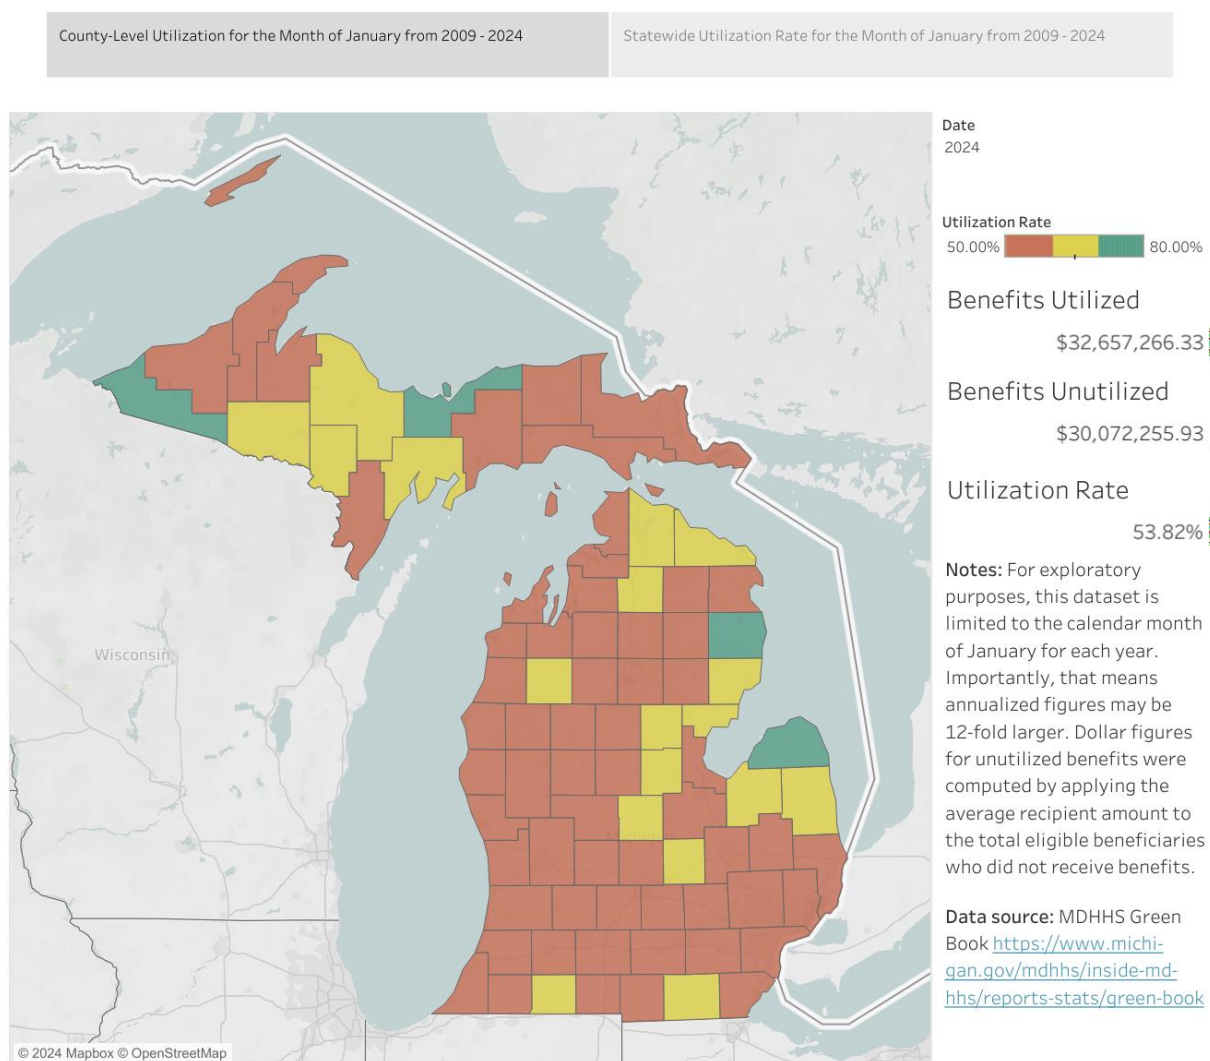 County-Level Utilization for the Month of January from 2009 - 2024
Statewide Utilization Rate for the Month of January from 2009 - 2024
Date
2024
Utilization Rate
50.00%
80.00%
Benefits Utilized
$32,657,266.33
Benefits Unutilized
$30,072,255.93
Utilization Rate
53.82%
Notes: For exploratory
purposes, this dataset is
limited to the calendar month
of January for each year.
Importantly, that means
annualized figures may be
12-fold larger. Dollar figures
for unutilized benefits were
computed by applying the
average recipient amount to
the total eligible beneficiaries
who did not receive benefits.
Data source: MDHHS Green
Book https://www.michi-
gan.gov/mdhhs/inside-md-
hhs/reports-stats/green-book
Wisconsin
Michigan
© 2024 Mapbox © OpenStreetMap